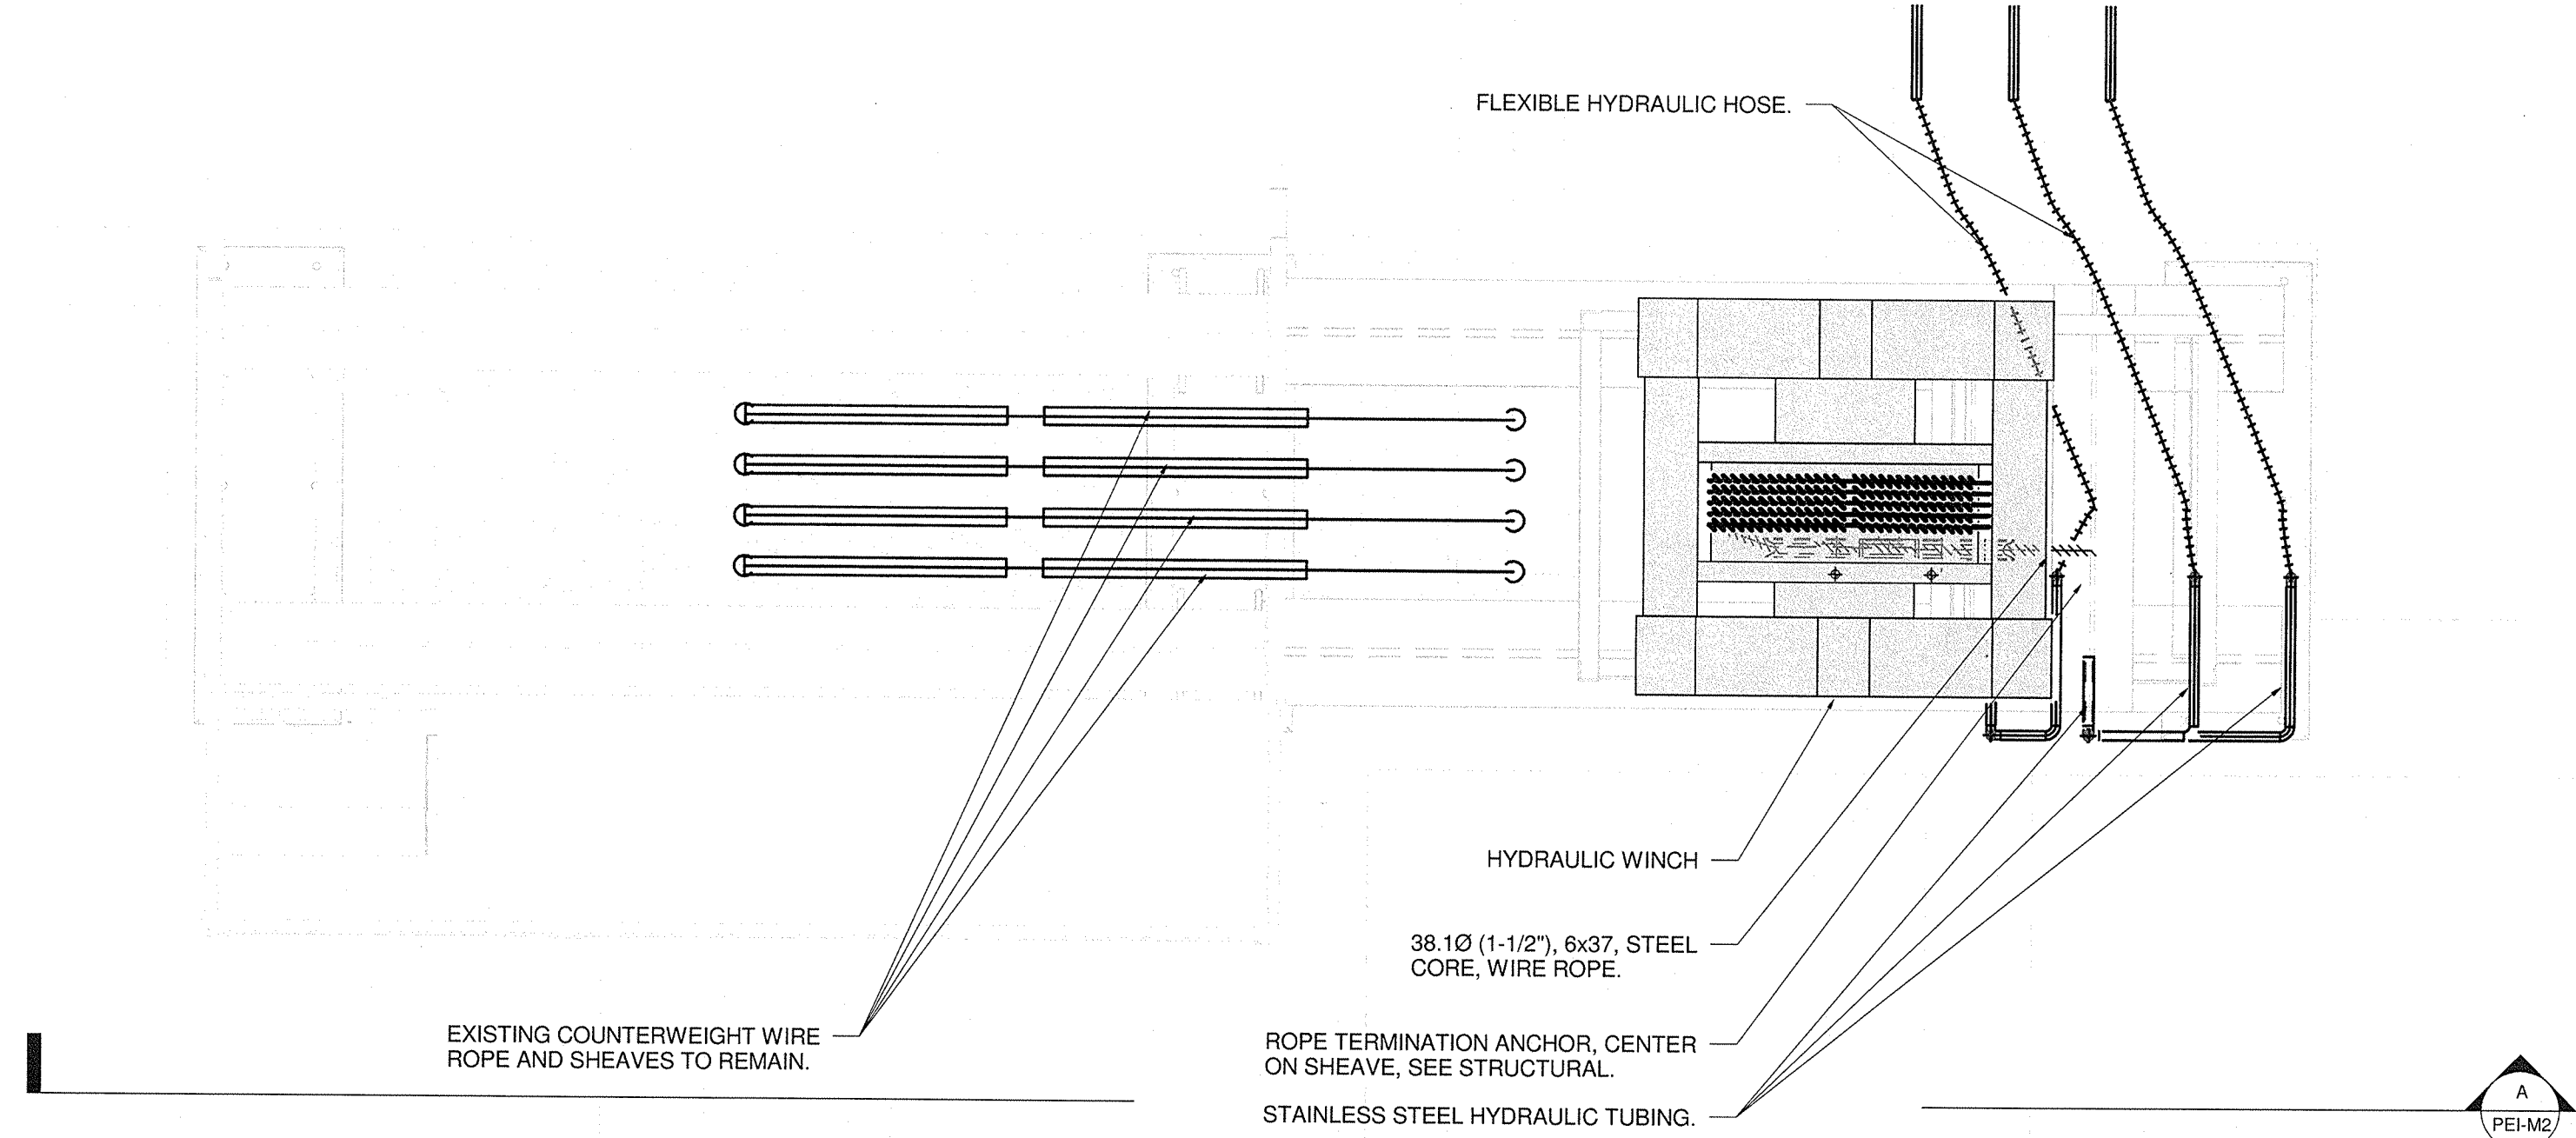 FLEXIBLE HYDRAULIC HOSE.
HYDRAULIC WINCH
38.1Ø (1-1/2"), 6x37, STEEL
CORE, WIRE ROPE.
EXISTING COUNTERWEIGHT WIRE
ROPE AND SHEAVES TO REMAIN.
ROPE TERMINATION ANCHOR, CENTER
ON SHEAVE, SEE STRUCTURAL.
STAINLESS STEEL HYDRAULIC TUBING.
A
PEI-M2